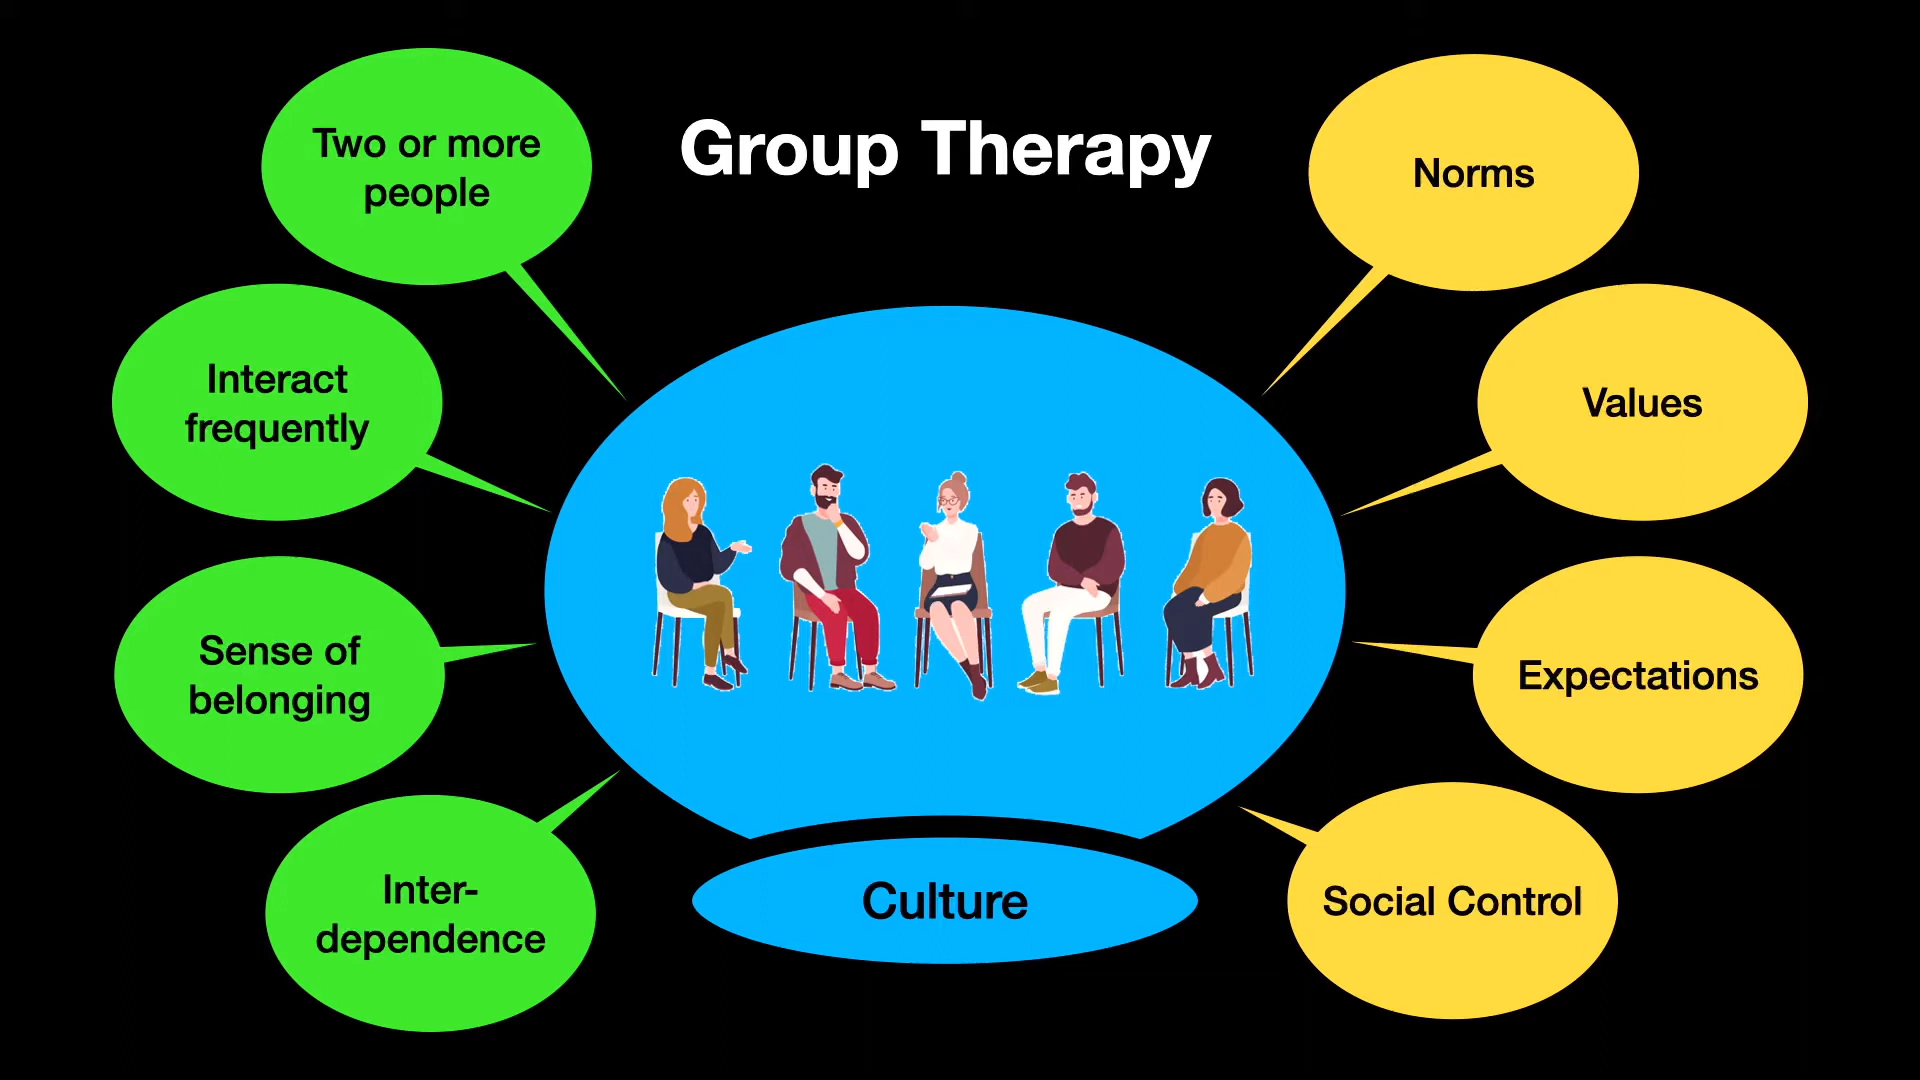 Group Therapy
Two or more
people
Interact
frequently
Sense of
belonging
Inter-
dependence
Norms
Values
Expectations
Social Control
Culture